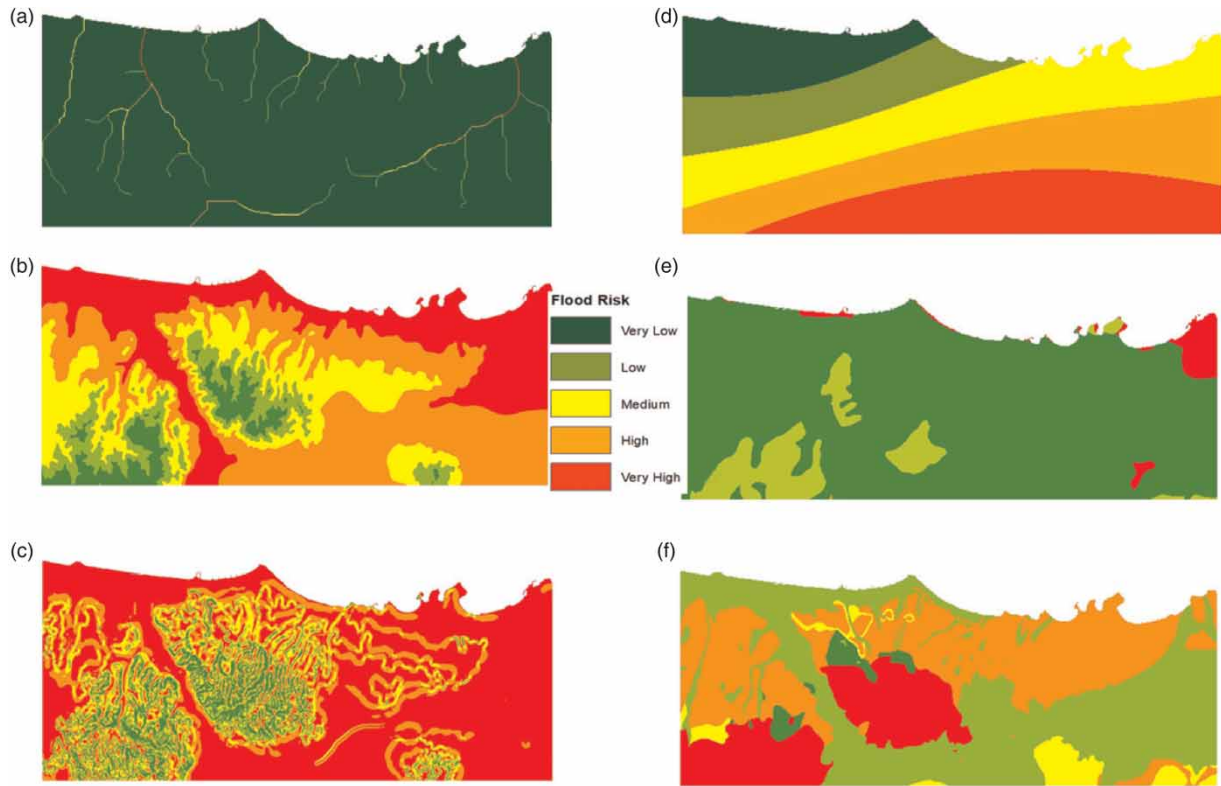 (a)
(d)
(b)
(e)
Flood Risk
Very Low
Low
Medium
High
Very High
(c)
(f)